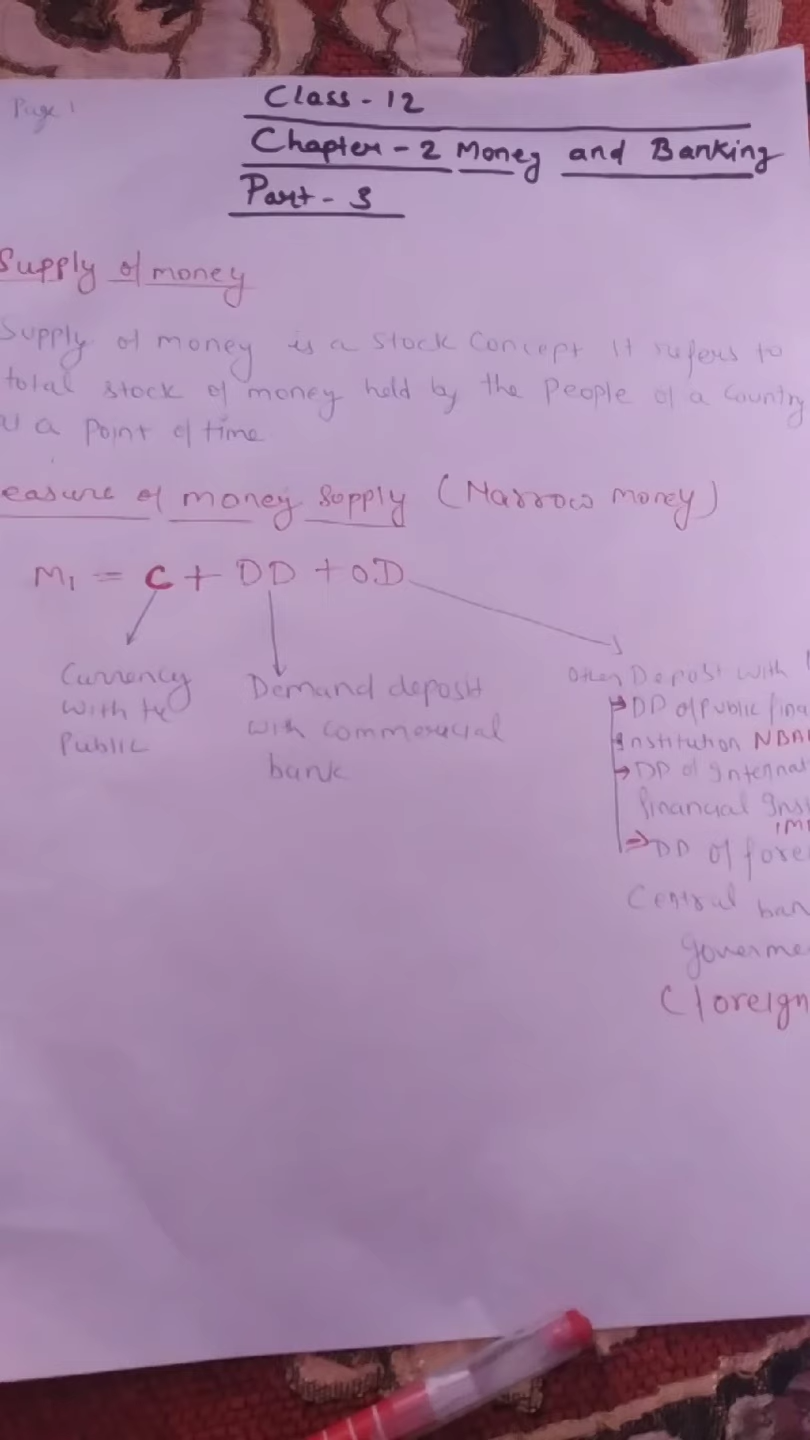 Page 1
Class - 12
Chapter - 2 Money and Banking
Part - 3
Supply of money
Supply of money is a stock concept It refers to
total stock of money held by the People of a Country
a Point of time
easure of money Supply (Narrow money)
M1 = C + DD + OD
Currency
with the
Public
Demand deposit
with commercial
bank
Other Deposit with
DD of Public fina
Institution NBA
DD of Internat
financial Ins
IM
DD of fore
Central ban
Governme
(foreign